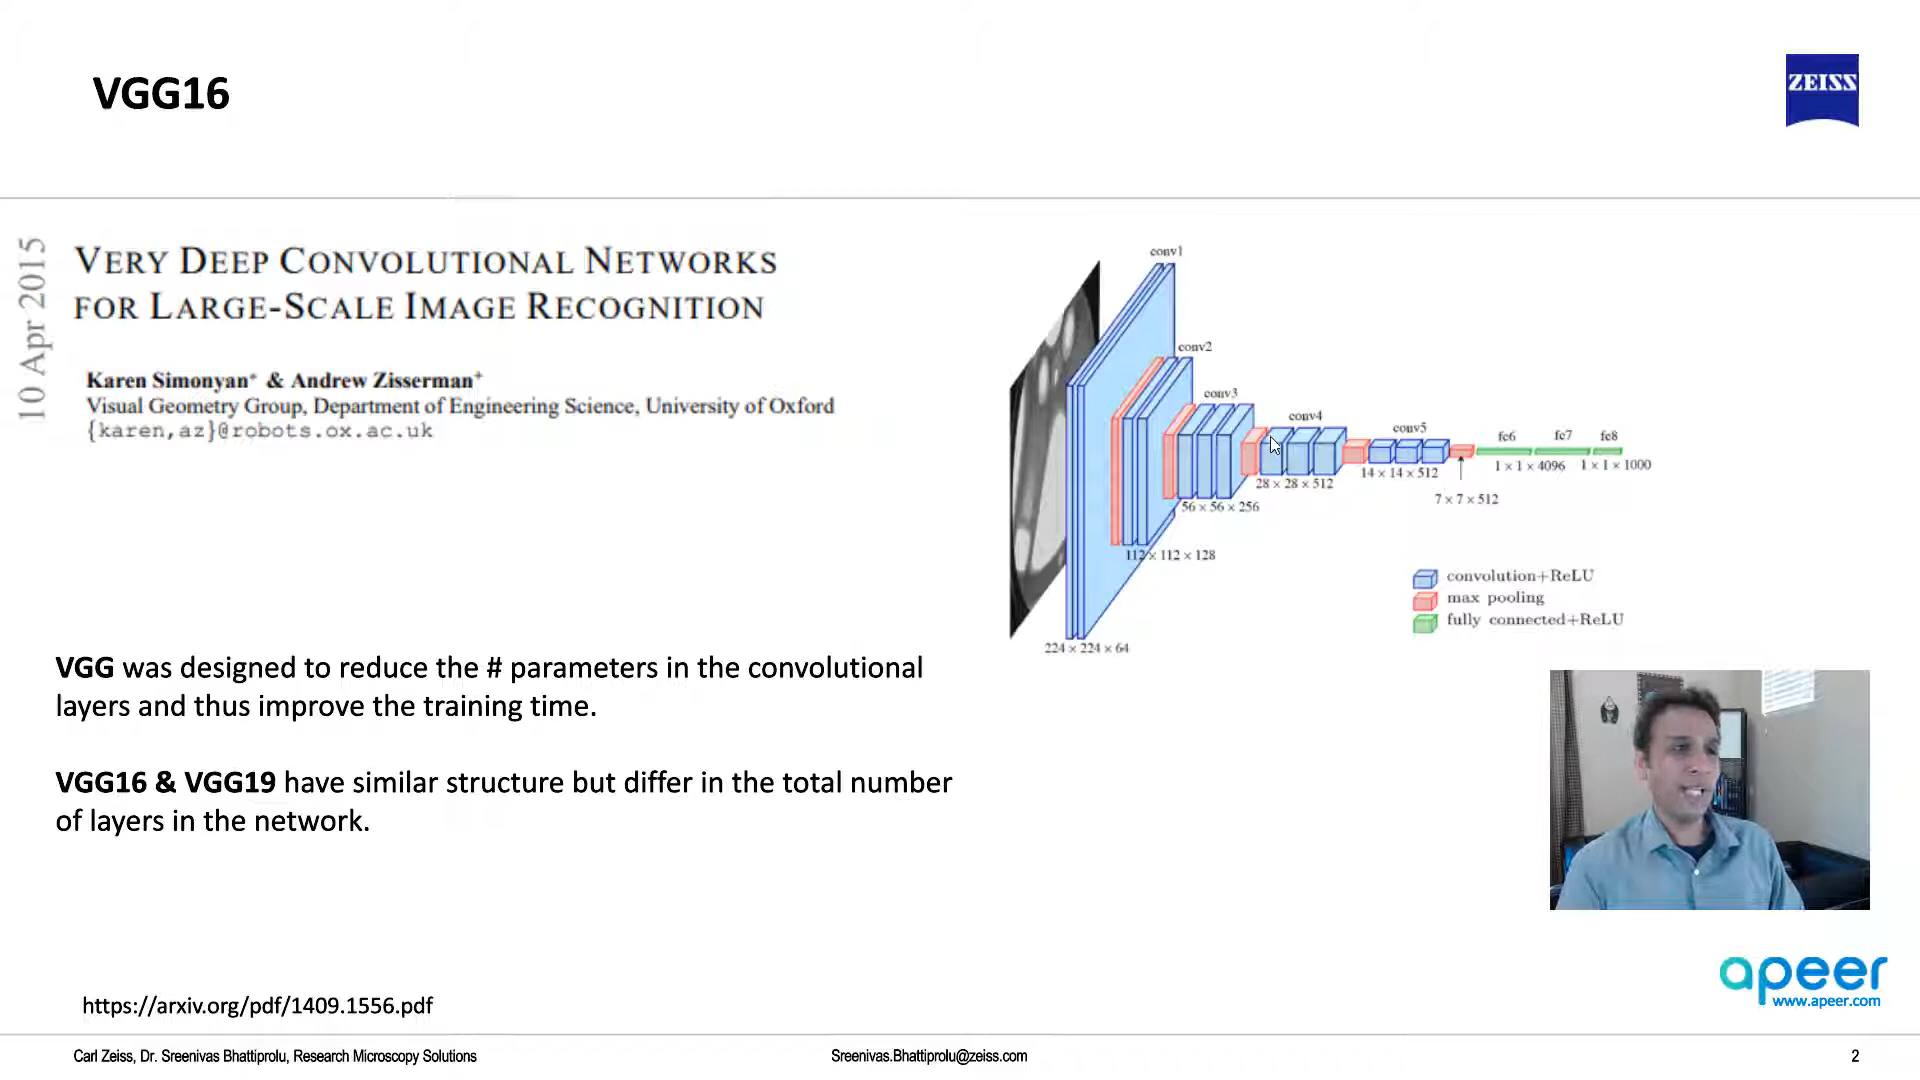 VGG16
ZEISS
10 Apr 2015
VERY DEEP CONVOLUTIONAL NETWORKS
FOR LARGE-SCALE IMAGE RECOGNITION
Karen Simonyan* & Andrew Zisserman+
Visual Geometry Group, Department of Engineering Science, University of Oxford
{karen,az}@robots.ox.ac.uk
conv1
conv2
conv3
conv4
conv5
fc6
fc7
fc8
1 × 1 × 4096
1 × 1 × 1000
14 × 14 × 512
28 × 28 × 512
7 × 7 × 512
56 × 56 × 256
112 × 112 × 128
224 × 224 × 64
convolution+ReLU
max pooling
fully connected+ReLU
VGG was designed to reduce the # parameters in the convolutional
layers and thus improve the training time.
VGG16 & VGG19 have similar structure but differ in the total number
of layers in the network.
apeer
www.apeer.com
https://arxiv.org/pdf/1409.1556.pdf
Carl Zeiss, Dr. Sreenivas Bhattiprolu, Research Microscopy Solutions
Sreenivas.Bhattiprolu@zeiss.com
2